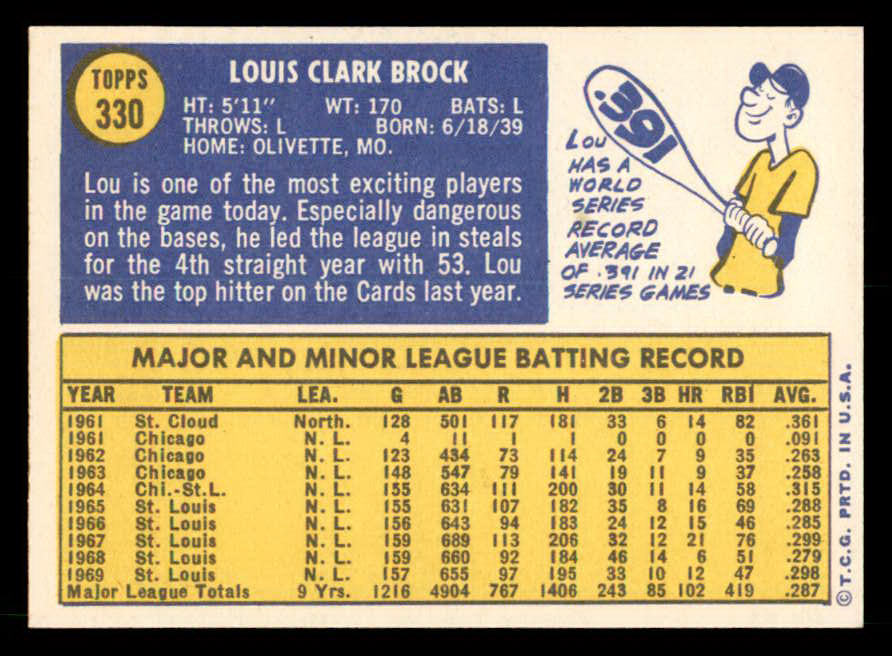 TOPPS
330
LOUIS CLARK BROCK
HT: 5'11" WT: 170 BATS: L
THROWS: L BORN: 6/18/39
HOME: OLIVETTE, MO.
Lou is one of the most exciting players
in the game today. Especially dangerous
on the bases, he led the league in steals
for the 4th straight year with 53. Lou
was the top hitter on the Cards last year.
.391
LOU
HAS A
WORLD
SERIES
RECORD
AVERAGE
OF .391 IN 21
SERIES GAMES
MAJOR AND MINOR LEAGUE BATTING RECORD
YEAR TEAM LEA. G AB R H 2B 3B HR RBI AVG.
1961 St. Cloud North. 128 501 117 181 33 6 14 82 .361
1961 Chicago N. L. 4 11 1 1 0 0 0 0 .091
1962 Chicago N. L. 123 434 73 114 24 7 9 35 .263
1963 Chicago N. L. 148 547 79 141 19 11 9 37 .258
1964 Chi.-St.L. N. L. 155 634 111 200 30 11 14 58 .315
1965 St. Louis N. L. 155 631 107 182 35 8 16 69 .288
1966 St. Louis N. L. 156 643 94 183 24 12 15 46 .285
1967 St. Louis N. L. 159 689 113 206 32 12 21 76 .299
1968 St. Louis N. L. 159 660 92 184 46 14 6 51 .279
1969 St. Louis N. L. 157 655 97 195 33 10 12 47 .298
Major League Totals 9 Yrs. 1216 4904 767 1406 243 85 102 419 .287
© T.C.G. PRTD. IN U.S.A.